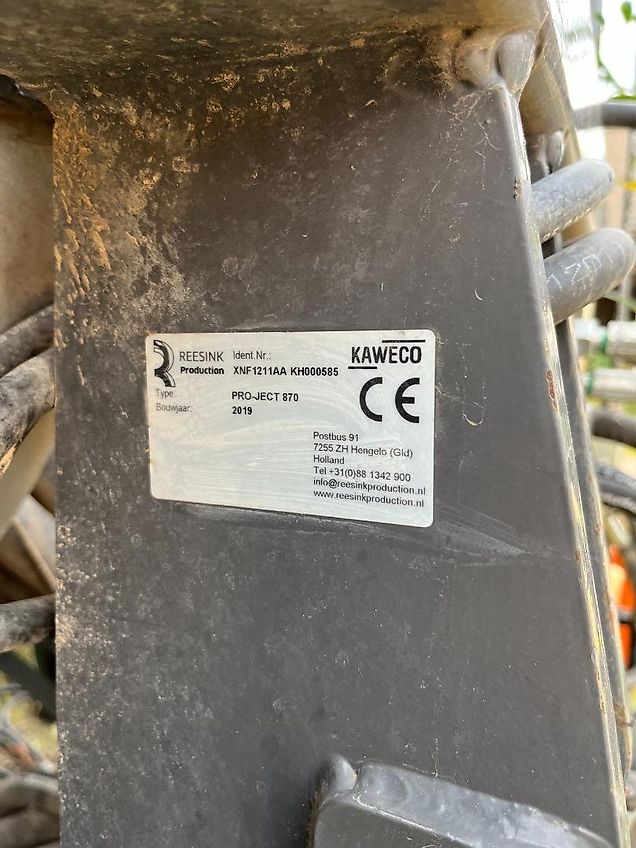 REESINK Ident.Nr.: KAWECO
Production XNF1211AA KH000585
Type PRO-JECT 870 CE
Bouwjaar: 2019
Postbus 91
7255 ZH Hengelo (Gld)
Holland
Tel +31(0)88 1342 900
info@reesinkproduction.nl
www.reesinkproduction.nl